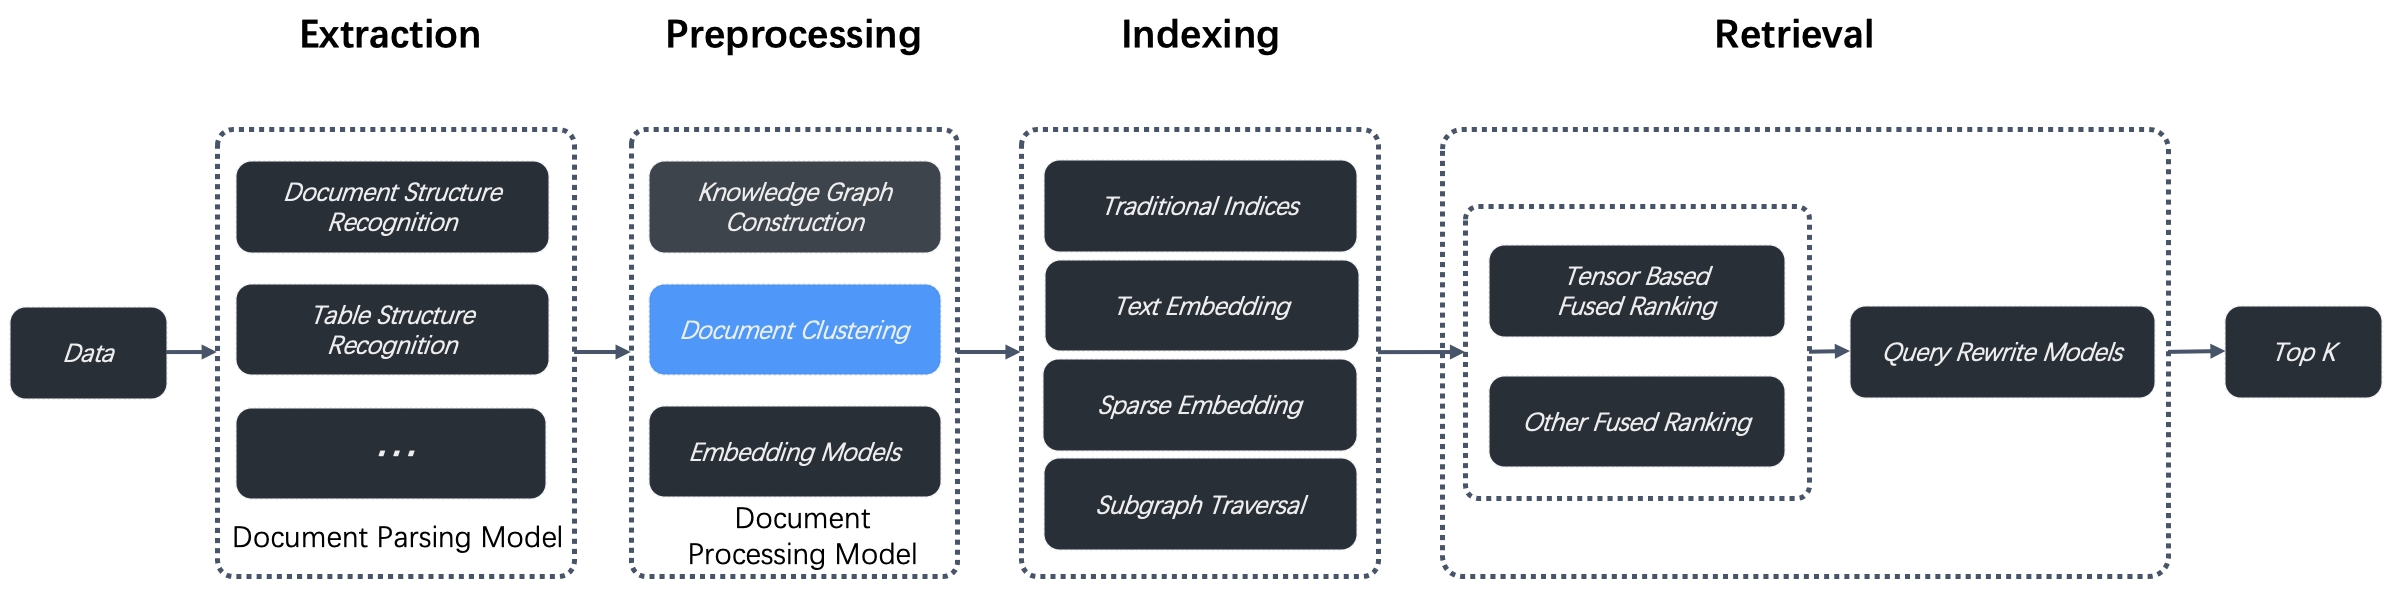 Extraction
Preprocessing
Indexing
Retrieval
Data
Document Structure
Recognition
Table Structure
Recognition
...
Document Parsing Model
Knowledge Graph
Construction
Document Clustering
Embedding Models
Document
Processing Model
Traditional Indices
Text Embedding
Sparse Embedding
Subgraph Traversal
Tensor Based
Fused Ranking
Other Fused Ranking
Query Rewrite Models
Top K